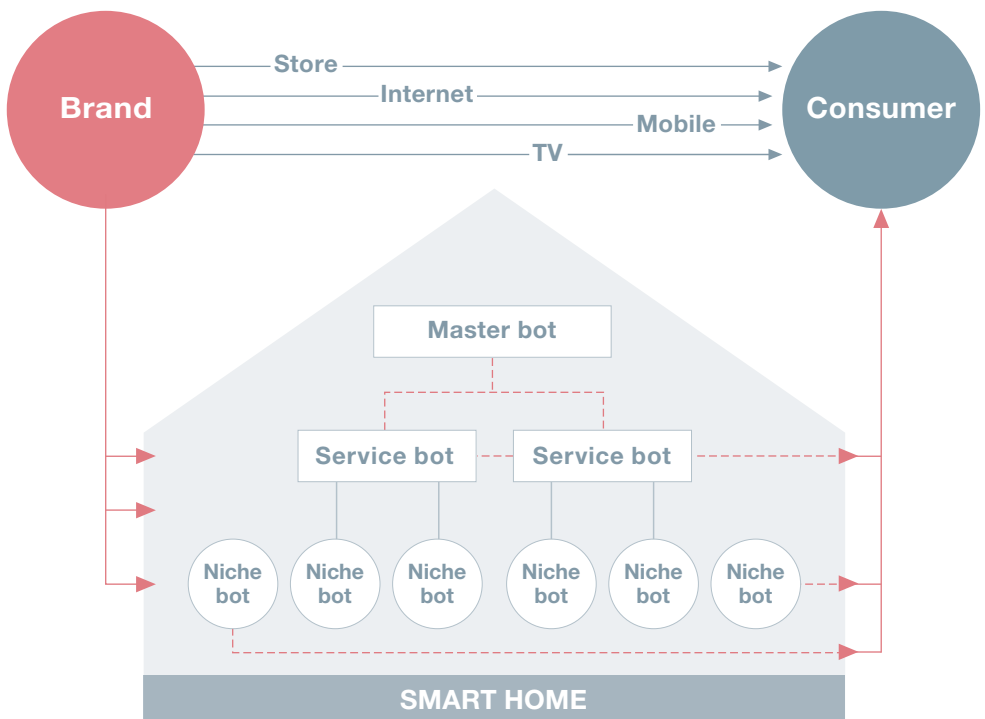 Store
Brand
Internet
Consumer
Mobile
TV
Master bot
Service bot
Service bot
Niche
bot
Niche
bot
Niche
bot
Niche
bot
Niche
bot
Niche
bot
SMART HOME